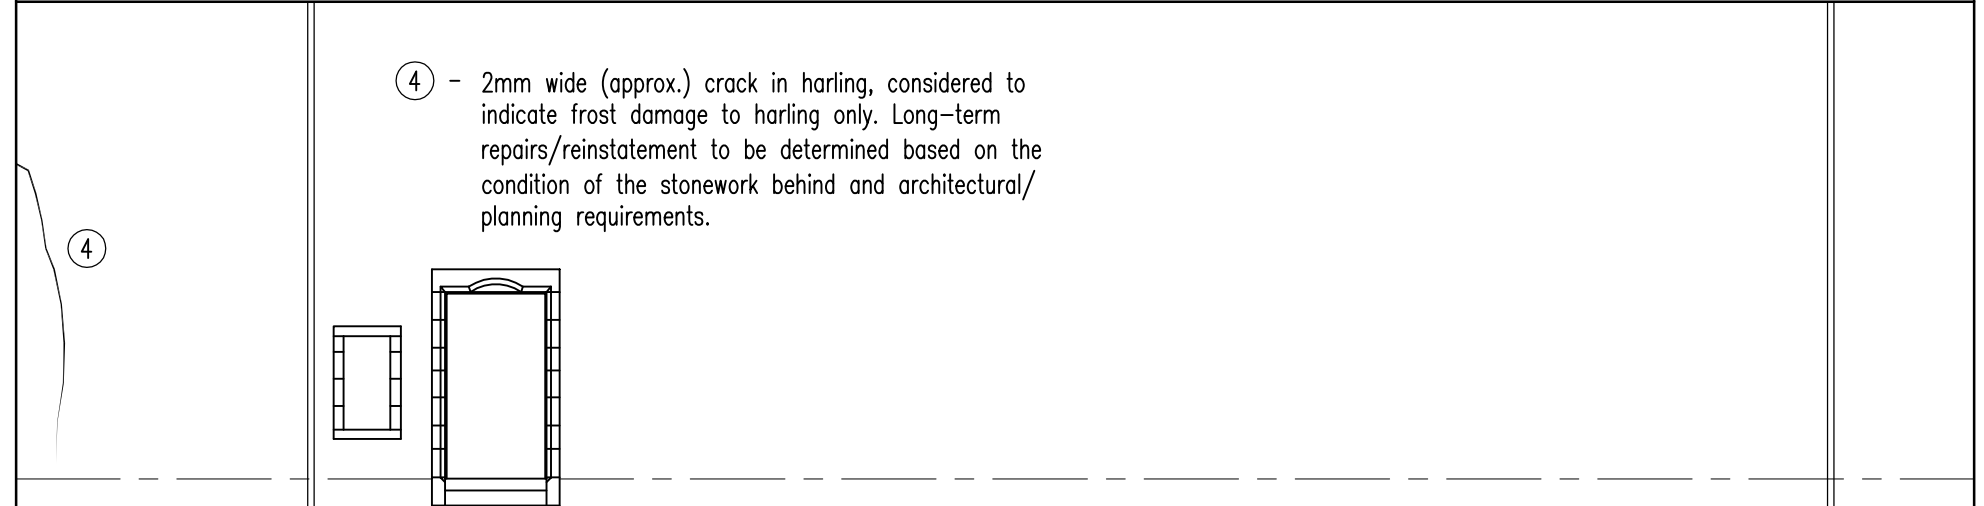 4 - 2mm wide (approx.) crack in harling, considered to
indicate frost damage to harling only. Long-term
repairs/reinstatement to be determined based on the
condition of the stonework behind and architectural/
planning requirements.
4